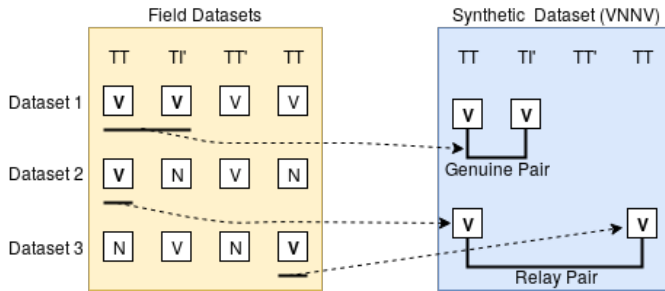 Field Datasets
Synthetic Dataset (VNNV)
TT TI' TT' TT
TT TI' TT' TT
Dataset 1
V V V V
V V
Genuine Pair
Dataset 2
V N V N
Dataset 3
N V N V
V V
Relay Pair